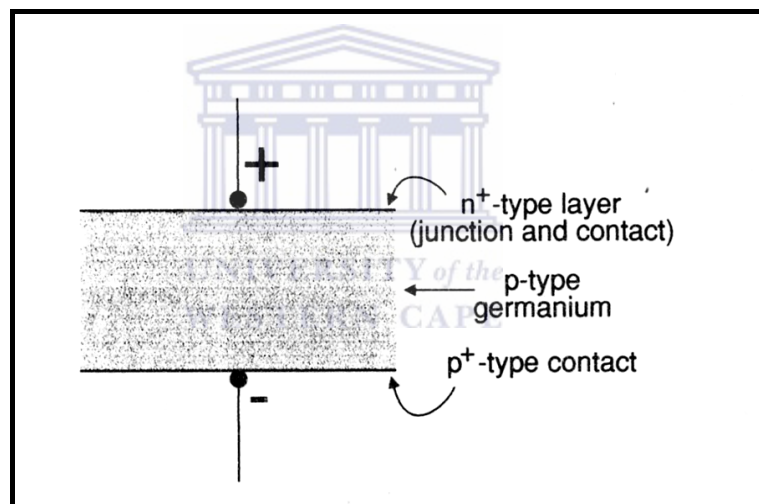 +
n⁺-type layer
(junction and contact)
UNIVERSITY of the
p-type
germanium
WESTERN CAPE
p⁺-type contact
-